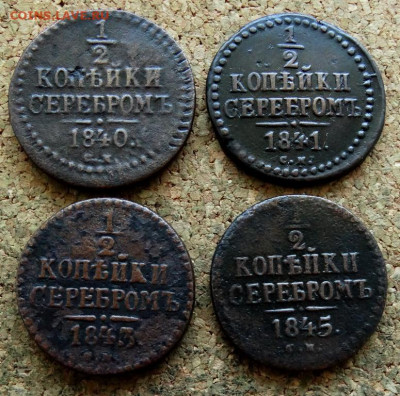 COINS.LAVE.RU
1/2
КОПѢЙКИ
СЕРЕБРОМЪ
1840.
С.М.
1/2
КОПѢЙКИ
СЕРЕБРОМЪ
1841.
С.М.
1/2
КОПѢЙКИ
СЕРЕБРОМЪ
1843.
1/2
КОПѢЙКИ
СЕРЕБРОМЪ
1845.
С.М.